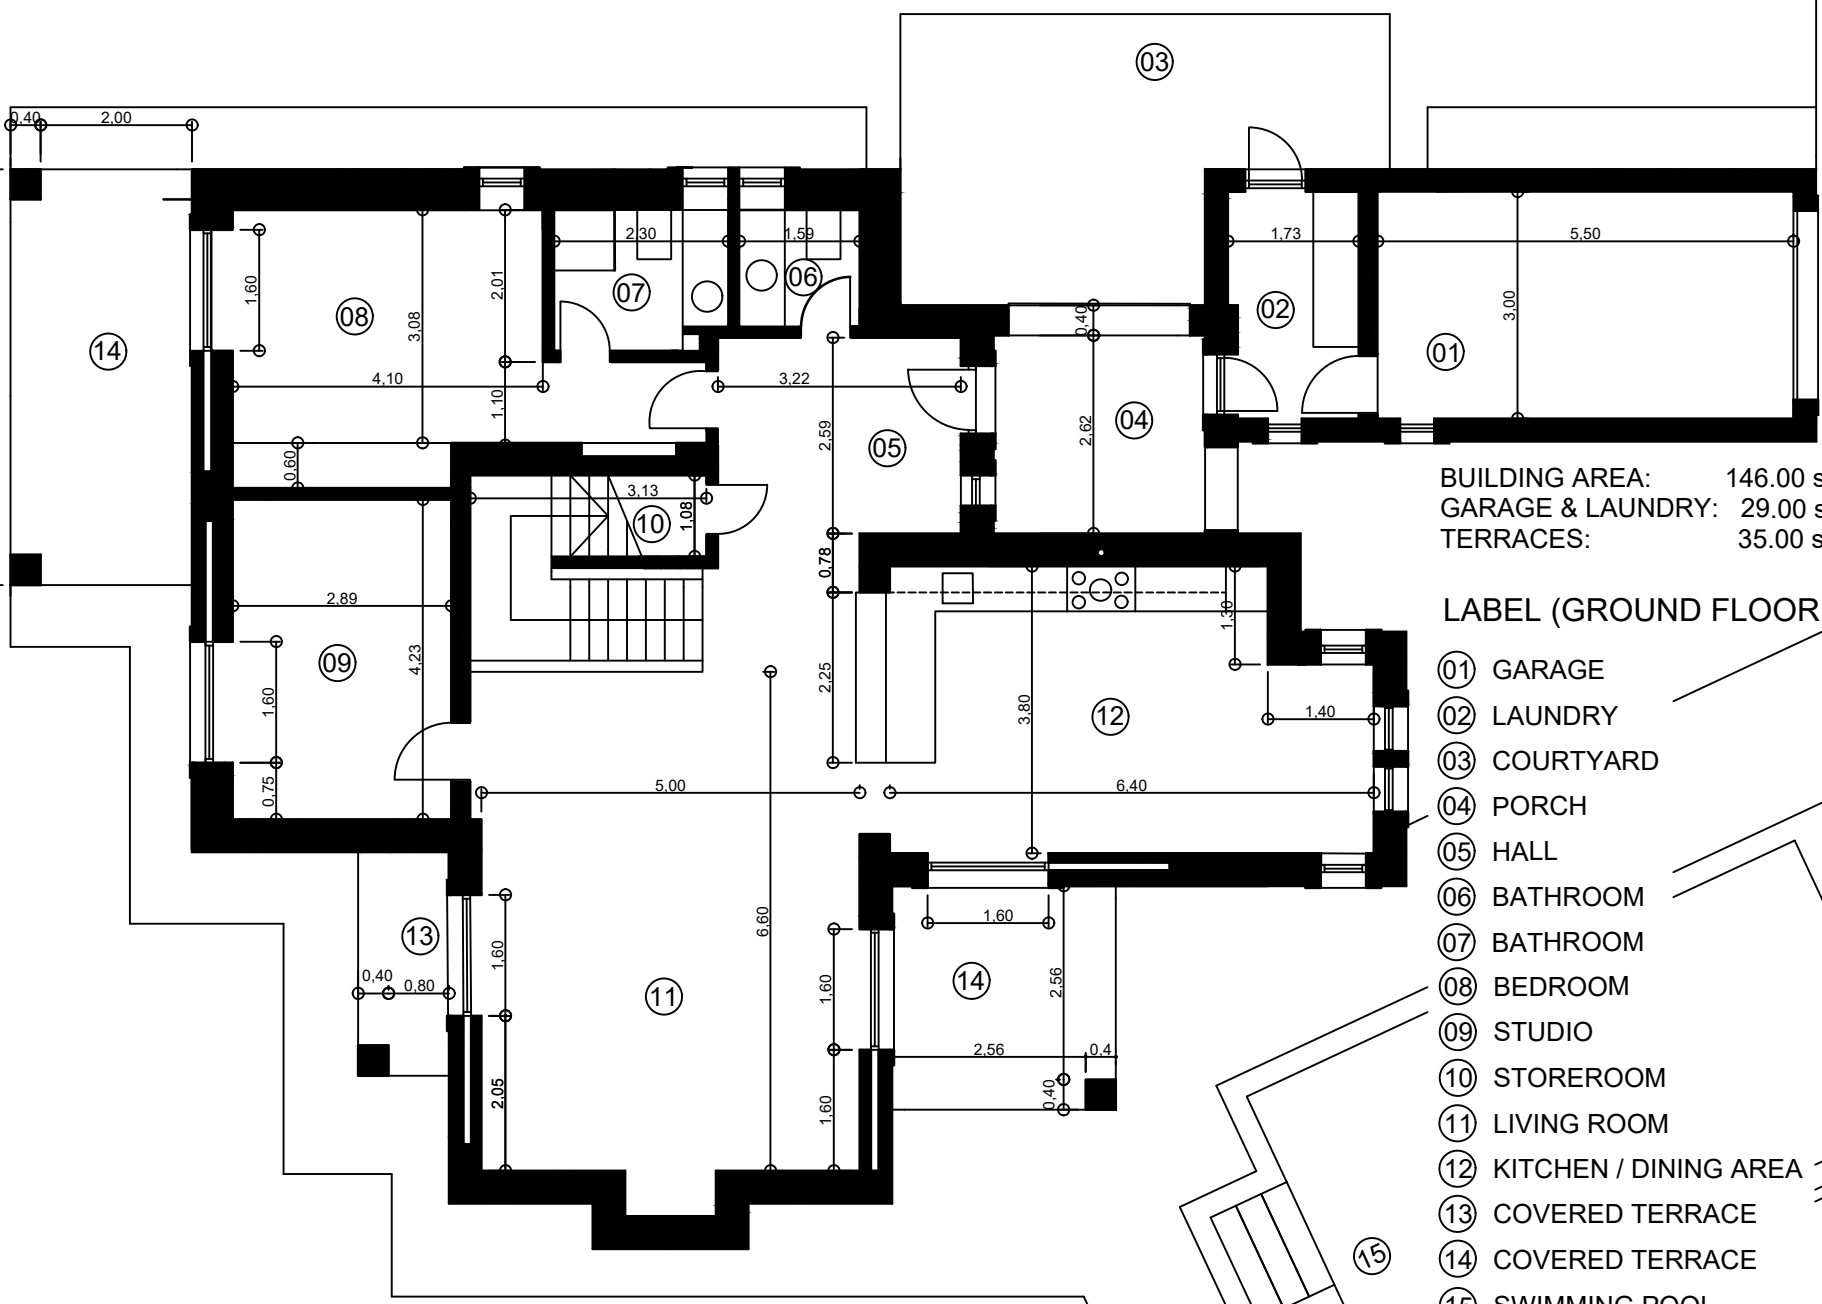 03
0,40 2,00
2,30 1,59 1,73 5,50
1,60 2,01 3,08 07 06 02 3,00
08 0,40
14 4,10 1,10 3,22 01
2,59 2,62 04
0,60 05
3,13 1,08 10
BUILDING AREA: 146.00 s
GARAGE & LAUNDRY: 29.00 s
TERRACES: 35.00 s
0,78
2,89 1,30
LABEL (GROUND FLOOR
09 4,23 2,25
1,60 3,80 12 1,40
0,75 5,00 6,40
6,60
13 1,60 1,60
0,40 0,80 1,60 14 2,56
11
2,56 0,4
2,05 1,60 0,40
01 GARAGE
02 LAUNDRY
03 COURTYARD
04 PORCH
05 HALL
06 BATHROOM
07 BATHROOM
08 BEDROOM
09 STUDIO
10 STOREROOM
11 LIVING ROOM
12 KITCHEN / DINING AREA
13 COVERED TERRACE
14 COVERED TERRACE
15 SWIMMING POOL
15